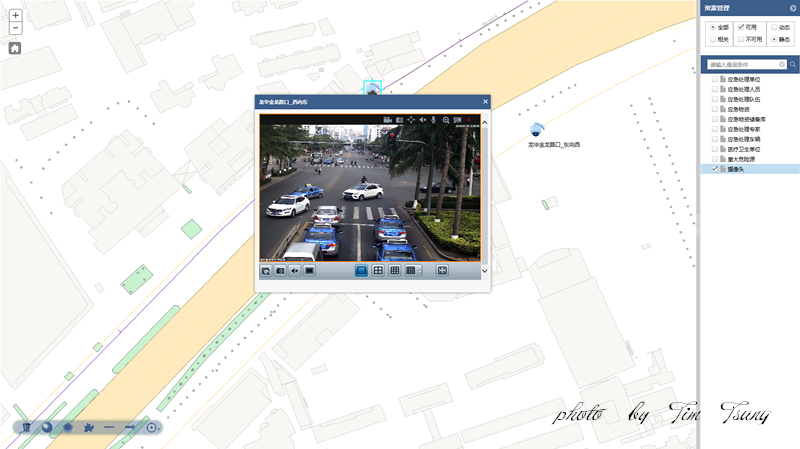 资源管理
全部
可用
动态
相关
不可用
静态
请输入查询条件
应急处理单位
应急处理人员
应急处理队伍
应急物资
应急物资储备库
应急处理专家
应急处理车辆
医疗卫生单位
重大危险源
摄像头
龙华金龙路口_西向东
龙华金龙路口_东向西
photo by Tim Tsung